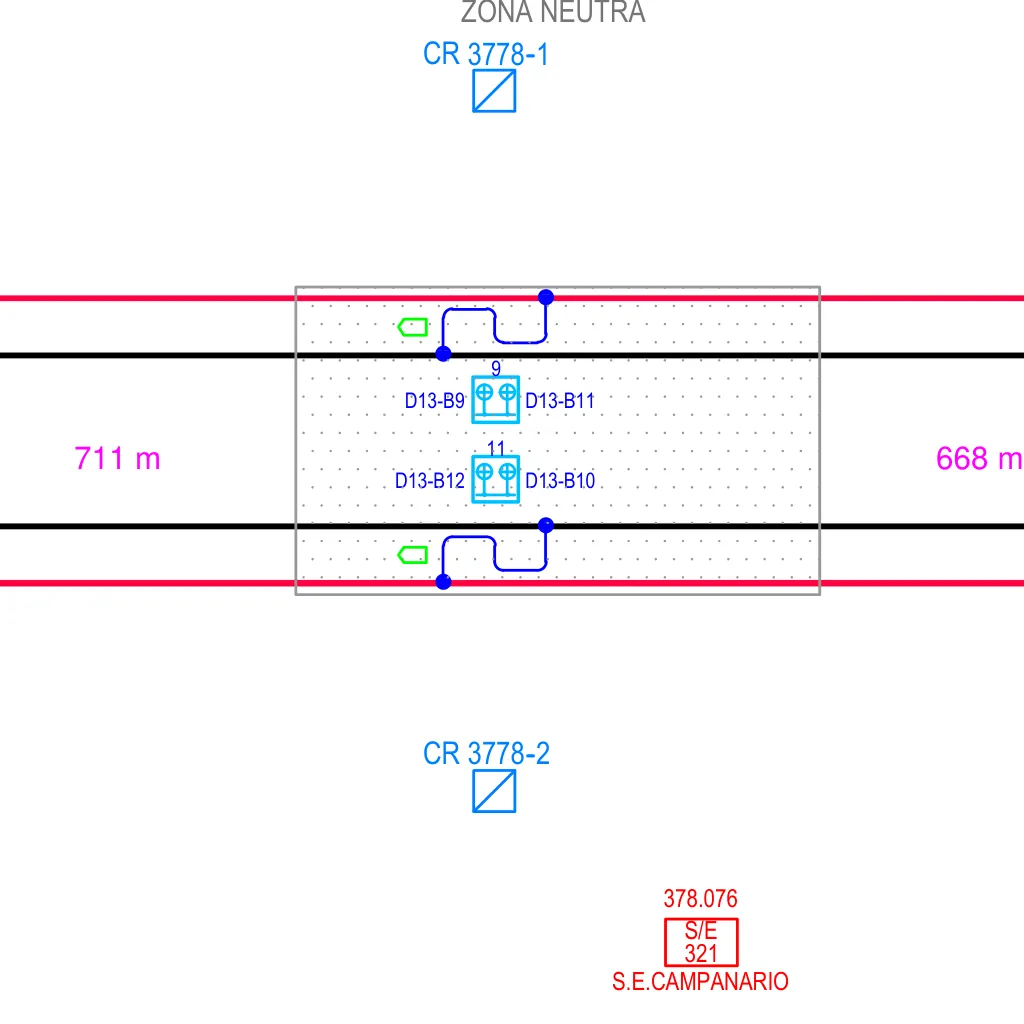 ZONA NEUTRA
CR 3778-1
9
D13-B9 D13-B11
11
711 m
668 m
D13-B12 D13-B10
CR 3778-2
378.076
S/E
321
S.E.CAMPANARIO